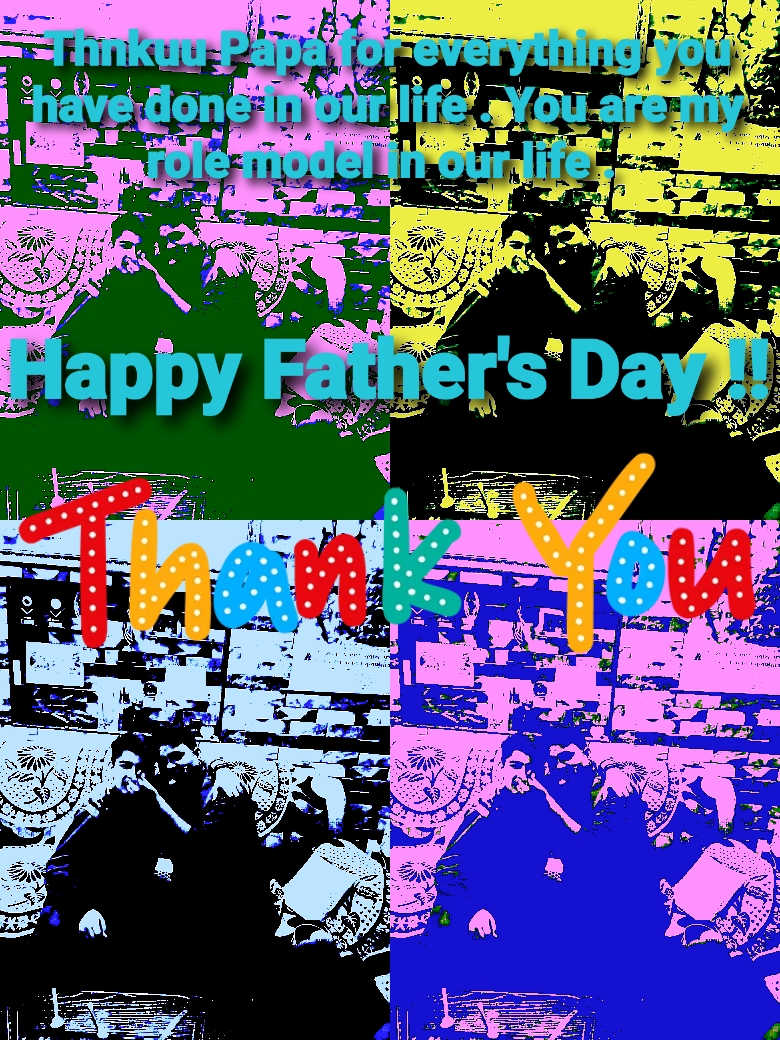 Thnkuu Papa for everything you
have done in our life . You are my
role model in our life .
Happy Father's Day !!
Thank You